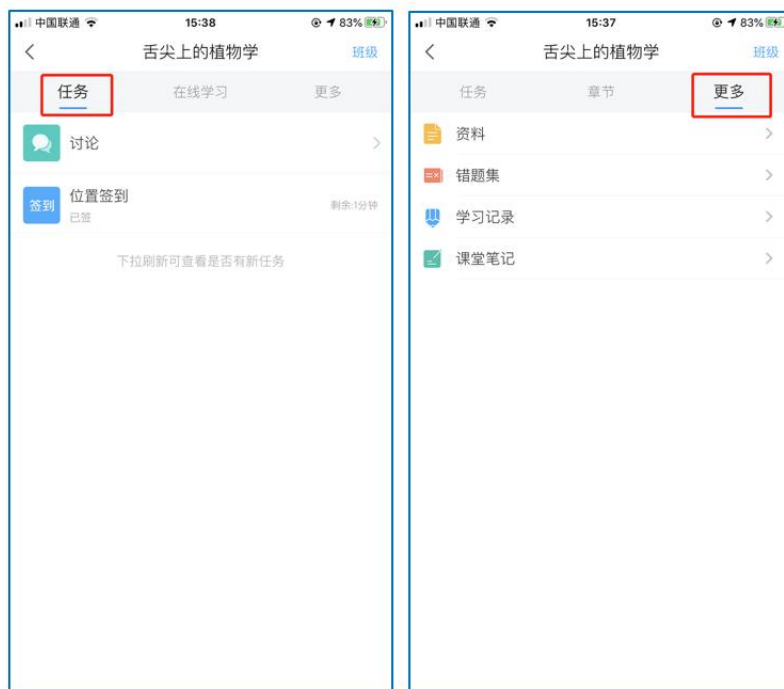 中国联通 15:38 83%
舌尖上的植物学 班级
任务 在线学习 更多
讨论
签到 位置签到 剩余:1分钟
已签
下拉刷新可查看是否有新任务
中国联通 15:37 83%
舌尖上的植物学 班级
任务 章节 更多
资料
错题集
学习记录
课堂笔记